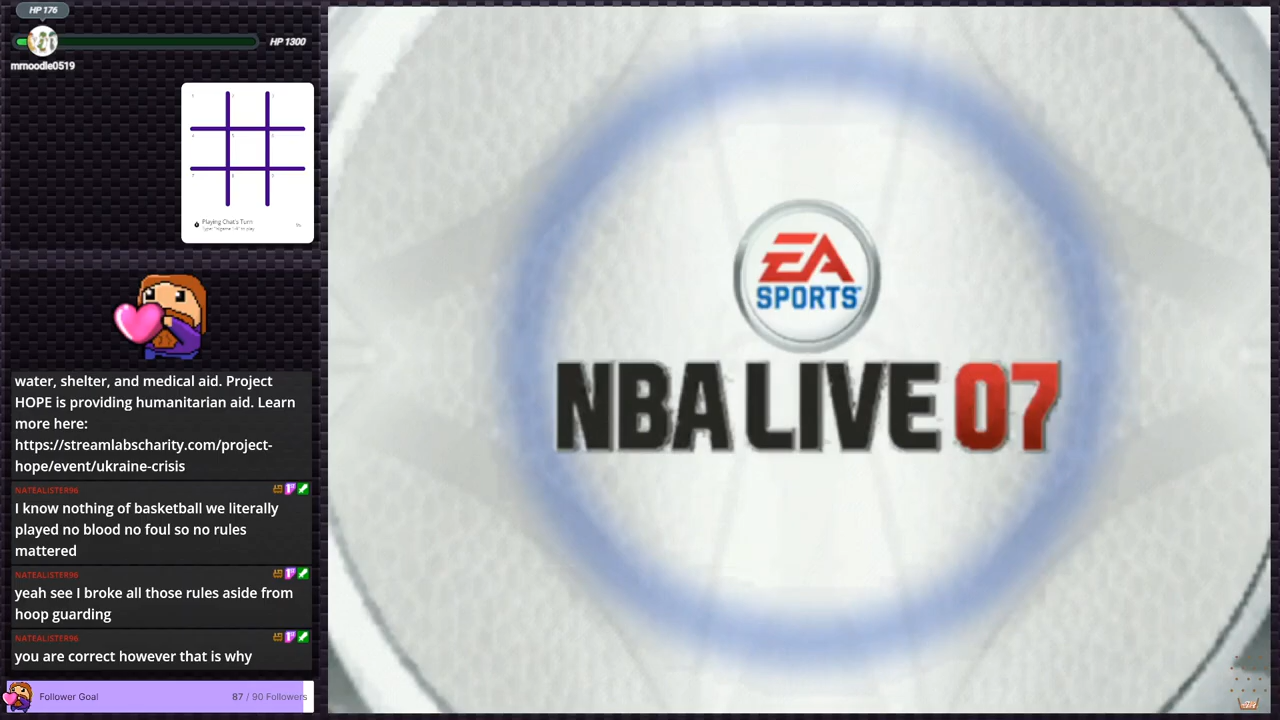 HP 176
HP 1300
mrnoodle0519
Playing Chat's Turn
water, shelter, and medical aid. Project
HOPE is providing humanitarian aid. Learn
more here:
https://streamlabscharity.com/project-
hope/event/ukraine-crisis
NATEALISTER96
I know nothing of basketball we literally
played no blood no foul so no rules
mattered
NATEALISTER96
yeah see I broke all those rules aside from
hoop guarding
NATEALISTER96
you are correct however that is why
Follower Goal
87 / 90 Followers
EA
SPORTS
NBA LIVE 07